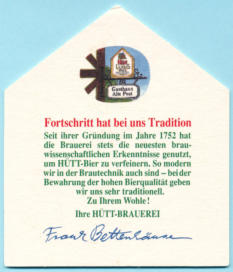 Gasthaus
Alte Post
Fortschritt hat bei uns Tradition
Seit ihrer Gründung im Jahre 1752 hat
die Brauerei stets die neuesten brau-
wissenschaftlichen Erkenntnisse genutzt,
um HÜTT-Bier zu verfeinern. So modern
wir in der Brautechnik auch sind – bei der
Bewahrung der hohen Bierqualität geben
wir uns sehr traditionell.
Zu Ihrem Wohle!
Ihre HÜTT-BRAUEREI
Frank Bettenhäuser